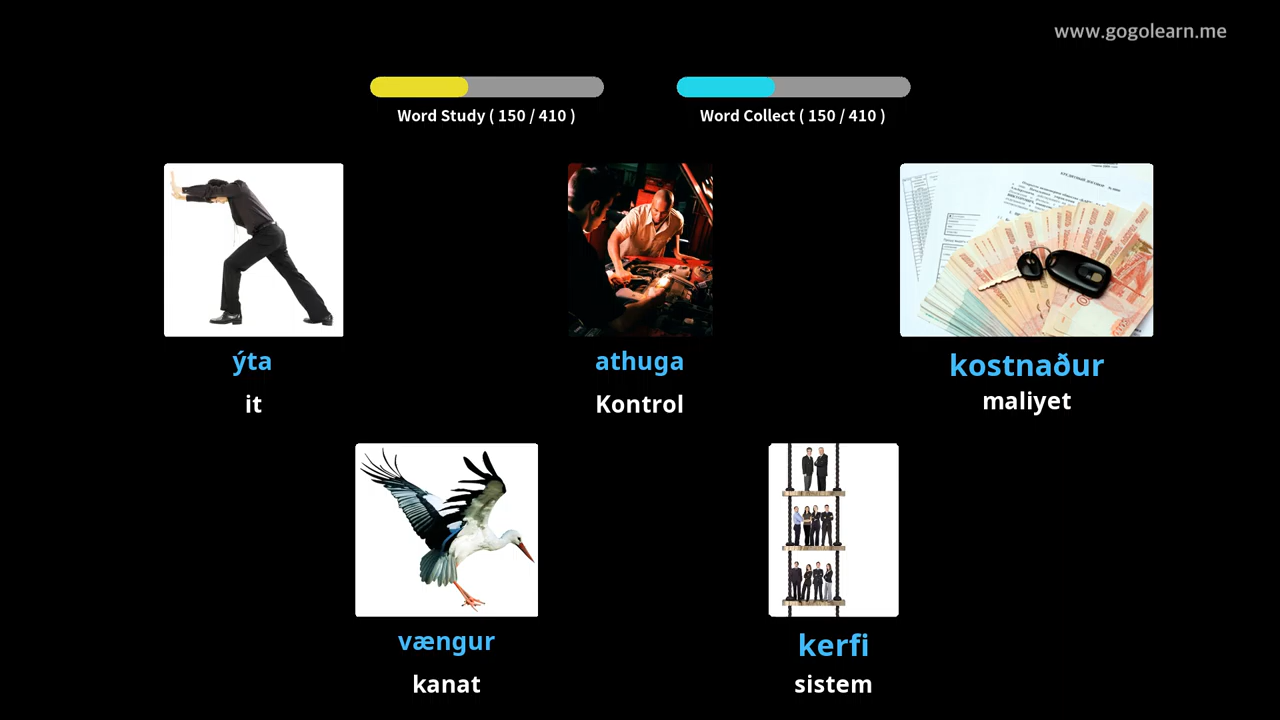 www.gogolearn.me
Word Study ( 150 / 410 )
Word Collect ( 150 / 410 )
ýta
it
athuga
Kontrol
kostnaður
maliyet
vængur
kanat
kerfi
sistem